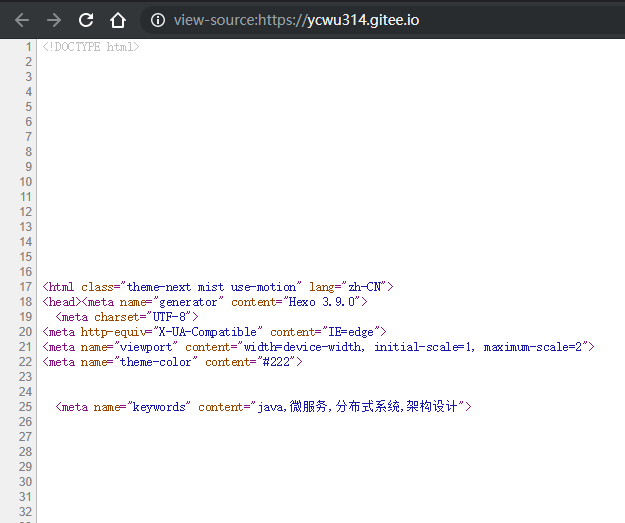 view-source:https://ycwu314.gitee.io
1 <!DOCTYPE html>
2
3
4
5
6
7
8
9
10
11
12
13
14
15
16
17 <html class="theme-next mist use-motion" lang="zh-CN">
18 <head><meta name="generator" content="Hexo 3.9.0">
19 <meta charset="UTF-8">
20 <meta http-equiv="X-UA-Compatible" content="IE=edge">
21 <meta name="viewport" content="width=device-width, initial-scale=1, maximum-scale=2">
22 <meta name="theme-color" content="#222">
23
24
25 <meta name="keywords" content="java,微服务,分布式系统,架构设计">
26
27
28
29
30
31
32